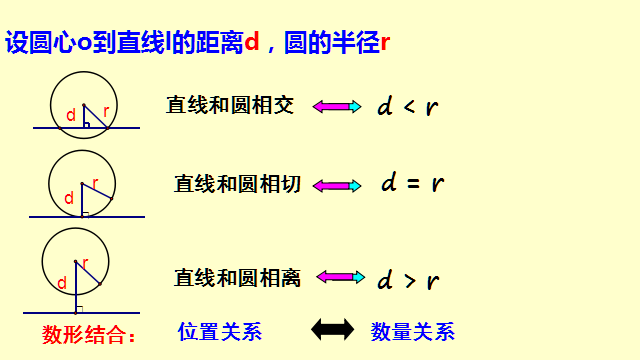 设圆心o到直线l的距离d，圆的半径r
d r 直线和圆相交 d < r
d r 直线和圆相切 d = r
d r 直线和圆相离 d > r
数形结合： 位置关系 数量关系